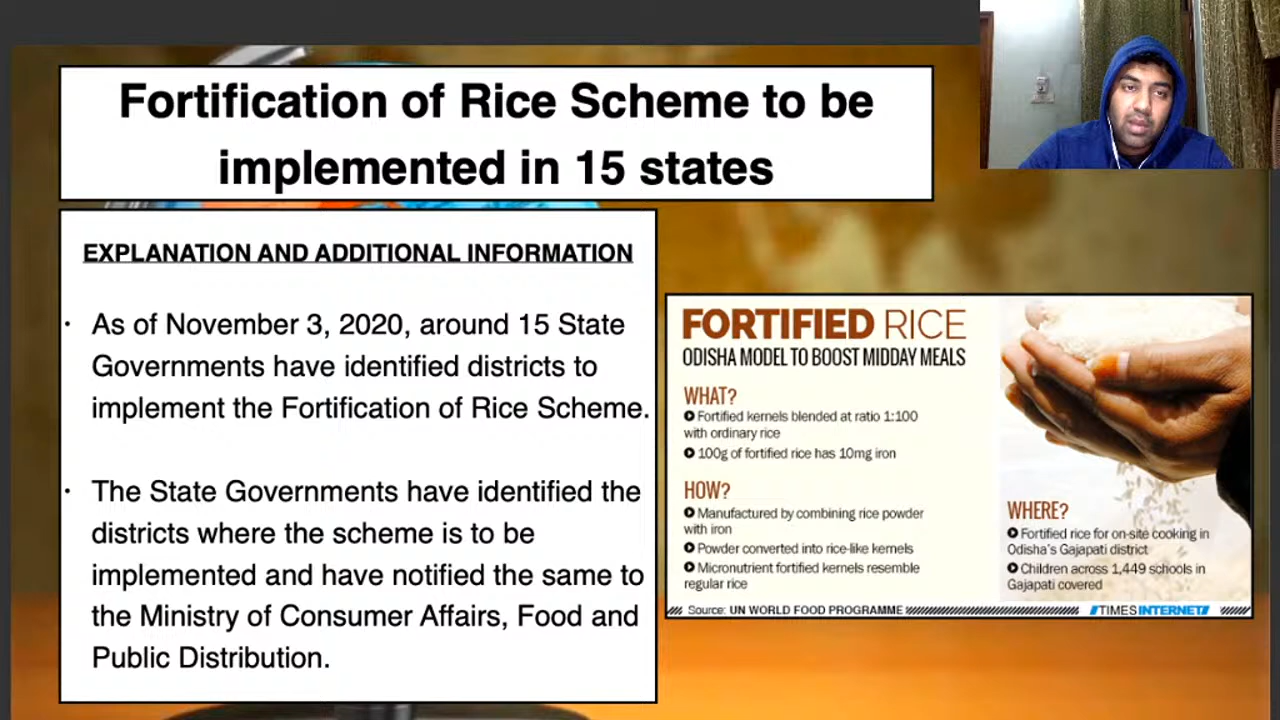 Fortification of Rice Scheme to be
implemented in 15 states
EXPLANATION AND ADDITIONAL INFORMATION
· As of November 3, 2020, around 15 State
Governments have identified districts to
implement the Fortification of Rice Scheme.
· The State Governments have identified the
districts where the scheme is to be
implemented and have notified the same to
the Ministry of Consumer Affairs, Food and
Public Distribution.
FORTIFIED RICE
ODISHA MODEL TO BOOST MIDDAY MEALS
WHAT?
Fortified kernels blended at ratio 1:100
with ordinary rice
100g of fortified rice has 10mg iron
HOW?
Manufactured by combining rice powder
with iron
Powder converted into rice-like kernels
Micronutrient fortified kernels resemble
regular rice
WHERE?
Fortified rice for on-site cooking in
Odisha's Gajapati district
Children across 1,449 schools in
Gajapati covered
Source: UN WORLD FOOD PROGRAMME
TIMESINTERNET